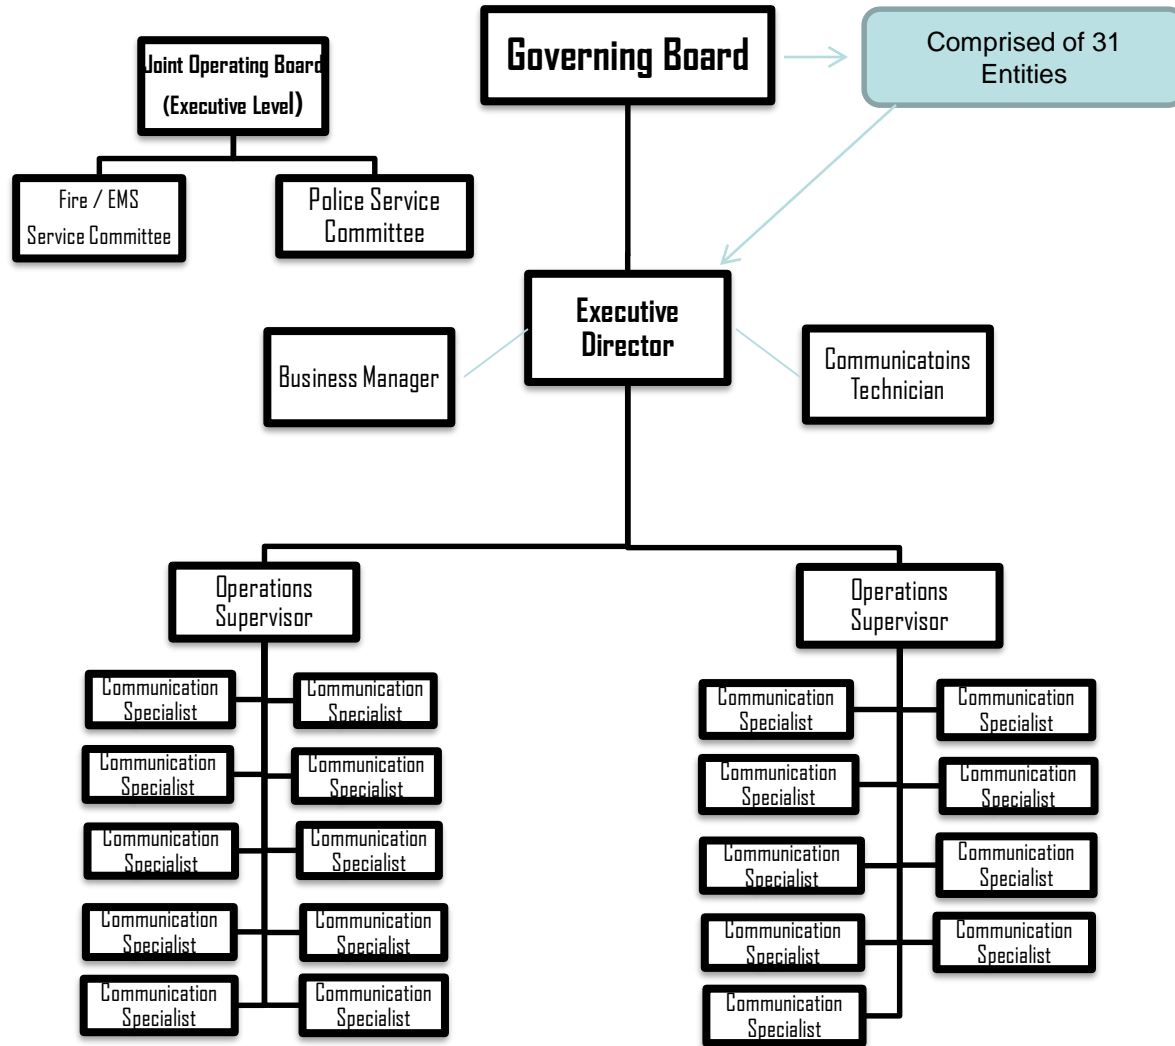 Joint Operating Board
(Executive Level)
Governing Board
Comprised of 31
Entities
Fire / EMS
Service Committee
Police Service
Committee
Executive
Director
Business Manager
Communicatoins
Technician
Operations
Supervisor
Operations
Supervisor
Communication
Specialist
Communication
Specialist
Communication
Specialist
Communication
Specialist
Communication
Specialist
Communication
Specialist
Communication
Specialist
Communication
Specialist
Communication
Specialist
Communication
Specialist
Communication
Specialist
Communication
Specialist
Communication
Specialist
Communication
Specialist
Communication
Specialist
Communication
Specialist
Communication
Specialist
Communication
Specialist
Communication
Specialist